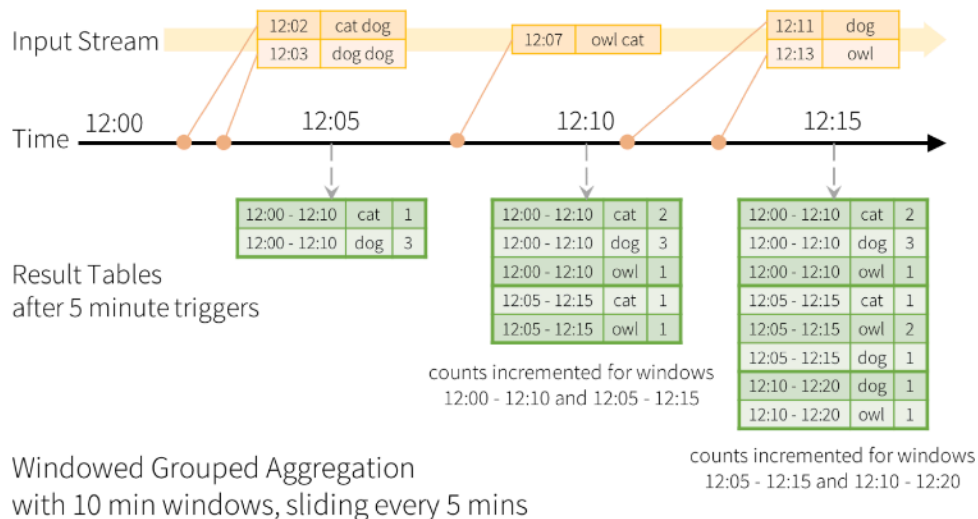 Input Stream
12:02 cat dog
12:03 dog dog
12:07 owl cat
12:11 dog
12:13 owl
Time
12:00
12:05
12:10
12:15
12:00 - 12:10 cat 1
12:00 - 12:10 dog 3
12:00 - 12:10 cat 2
12:00 - 12:10 dog 3
12:00 - 12:10 owl 1
12:05 - 12:15 cat 1
12:05 - 12:15 owl 1
12:00 - 12:10 cat 2
12:00 - 12:10 dog 3
12:00 - 12:10 owl 1
12:05 - 12:15 cat 1
12:05 - 12:15 owl 2
12:05 - 12:15 dog 1
12:10 - 12:20 dog 1
12:10 - 12:20 owl 1
Result Tables
after 5 minute triggers
counts incremented for windows
12:00 - 12:10 and 12:05 - 12:15
counts incremented for windows
12:05 - 12:15 and 12:10 - 12:20
Windowed Grouped Aggregation
with 10 min windows, sliding every 5 mins